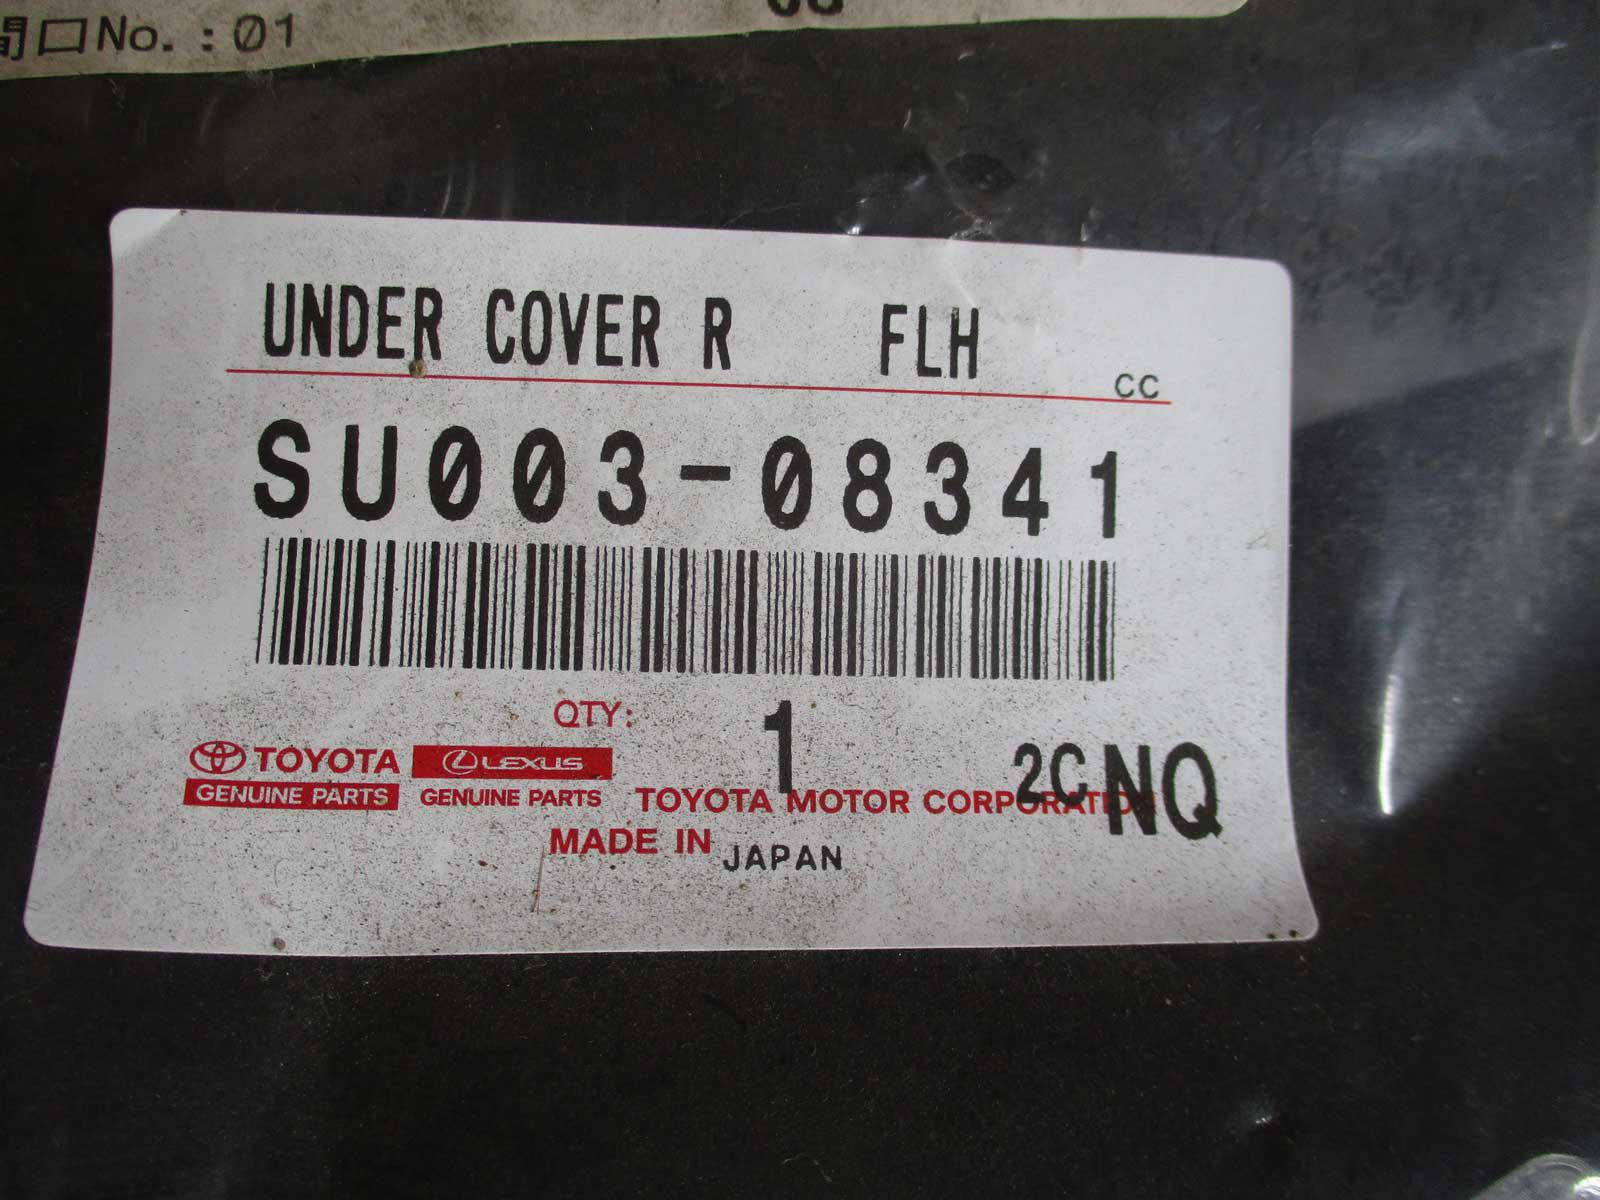 間口No.:01
UNDER COVER R FLH
CC
SU003-08341
QTY: 1
TOYOTA LEXUS
GENUINE PARTS GENUINE PARTS TOYOTA MOTOR CORPORATION
2C NQ
MADE IN JAPAN